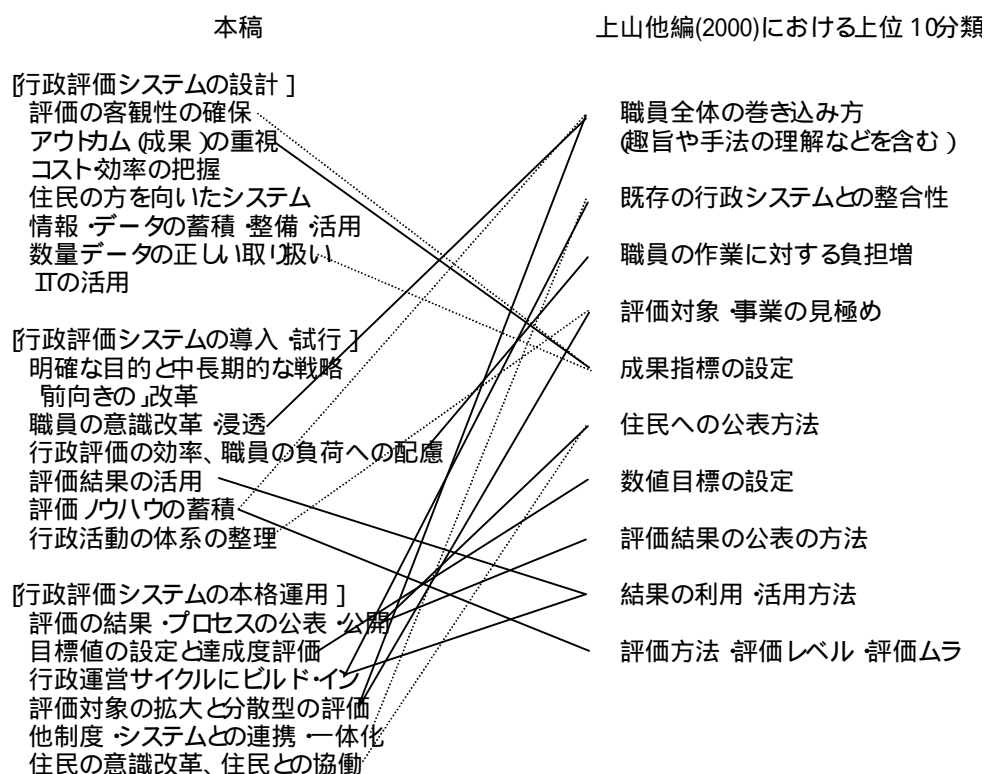 本稿
[行政評価システムの設計]
評価の客観性の確保
アウトカム(成果)の重視
コスト・効率の把握
住民の方を向いたシステム
情報・データの蓄積・整備・活用
数量データの正しい取り扱い
ITの活用
[行政評価システムの導入・試行]
明確な目的と中長期的な戦略
「前向きの」改革
職員の意識改革・浸透
行政評価の効率、職員の負荷への配慮
評価結果の活用
評価ノウハウの蓄積
行政活動の体系の整理
[行政評価システムの本格運用]
評価の結果・プロセスの公表・公開
目標値の設定と達成度評価
行政運営サイクルにビルド・イン
評価対象の拡大と分散型の評価
他制度・システムとの連携・一体化
住民の意識改革、住民との協働
上山他編(2000)における上位10分類
職員全体の巻き込み方
(趣旨や手法の理解などを含む)
既存の行政システムとの整合性
職員の作業に対する負担増
評価対象・事業の見極め
成果指標の設定
住民への公表方法
数値目標の設定
評価結果の公表の方法
結果の利用・活用方法
評価方法・評価レベル・評価ムラ